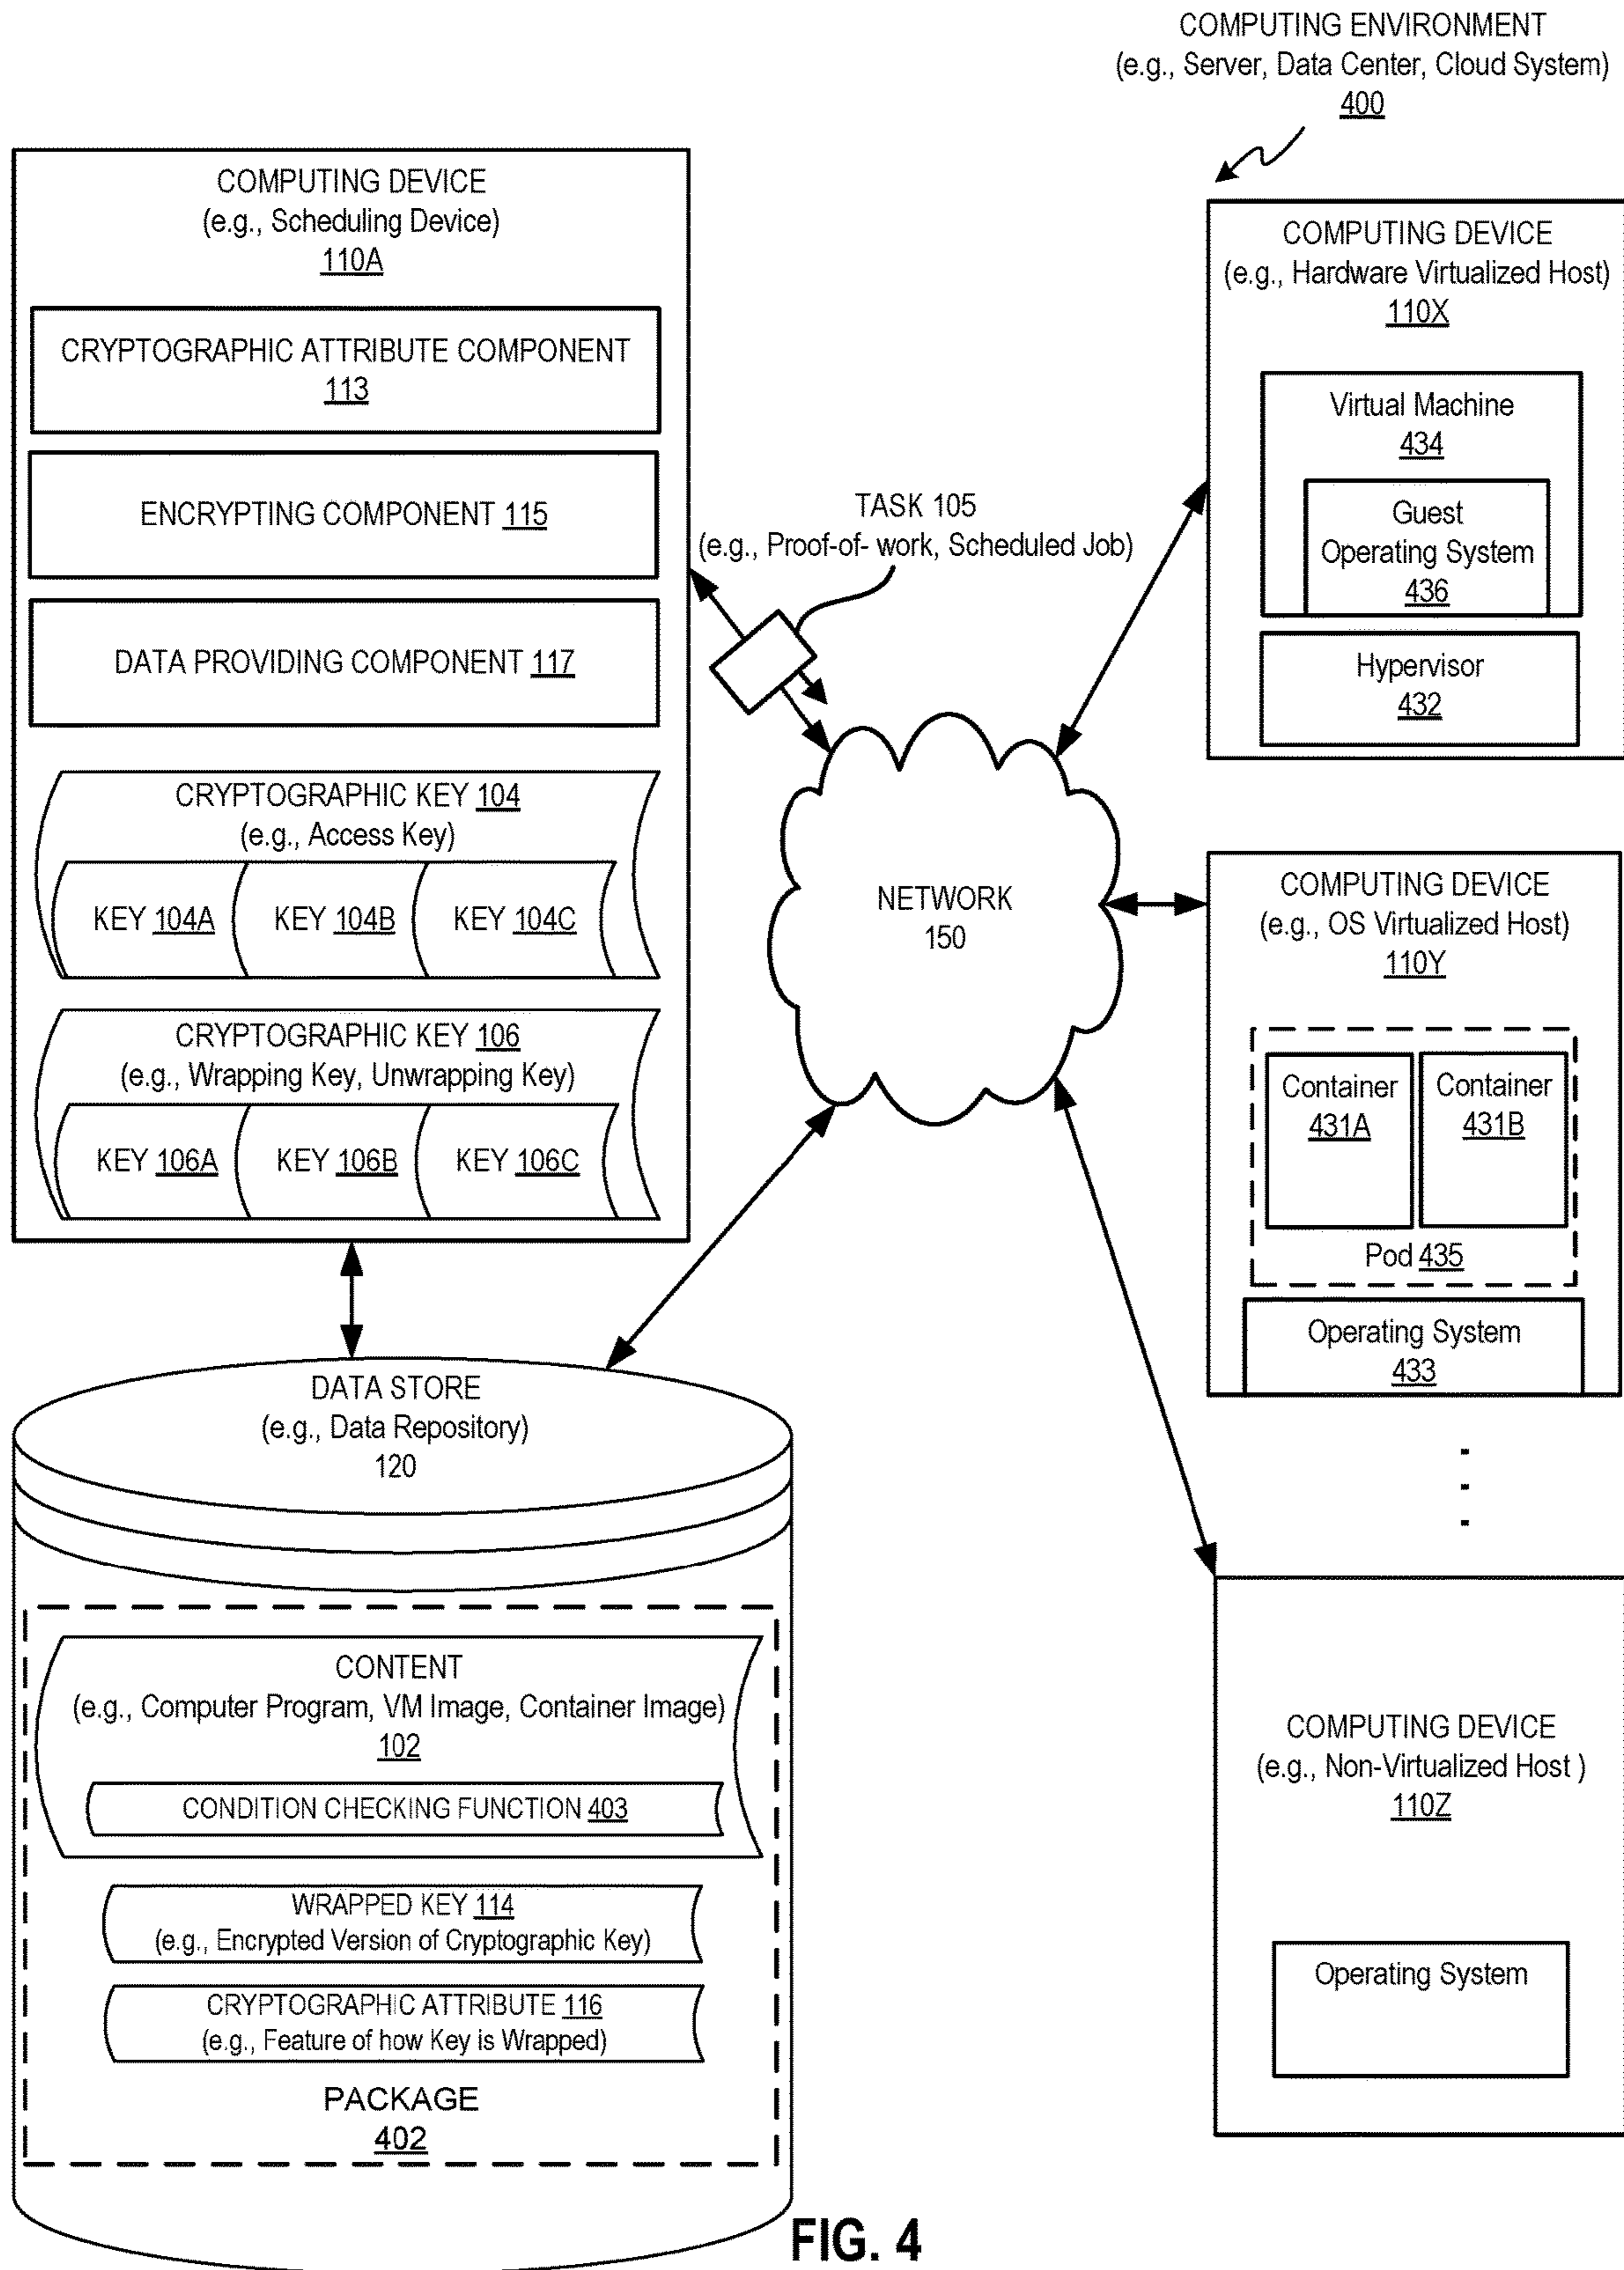 COMPUTING ENVIRONMENT
(e.g., Server, Data Center, Cloud System)
400
COMPUTING DEVICE
(e.g., Scheduling Device)
110A
CRYPTOGRAPHIC ATTRIBUTE COMPONENT
113
ENCRYPTING COMPONENT 115
DATA PROVIDING COMPONENT 117
CRYPTOGRAPHIC KEY 104
(e.g., Access Key)
KEY 104A
KEY 104B
KEY 104C
CRYPTOGRAPHIC KEY 106
(e.g., Wrapping Key, Unwrapping Key)
KEY 106A
KEY 106B
KEY 106C
TASK 105
(e.g., Proof-of- work, Scheduled Job)
NETWORK
150
COMPUTING DEVICE
(e.g., Hardware Virtualized Host)
110X
Virtual Machine
434
Guest
Operating System
436
Hypervisor
432
COMPUTING DEVICE
(e.g., OS Virtualized Host)
110Y
Container
431A
Container
431B
Pod 435
Operating System
433
COMPUTING DEVICE
(e.g., Non-Virtualized Host )
110Z
Operating System
DATA STORE
(e.g., Data Repository)
120
CONTENT
(e.g., Computer Program, VM Image, Container Image)
102
CONDITION CHECKING FUNCTION 403
WRAPPED KEY 114
(e.g., Encrypted Version of Cryptographic Key)
CRYPTOGRAPHIC ATTRIBUTE 116
(e.g., Feature of how Key is Wrapped)
PACKAGE
402
FIG. 4